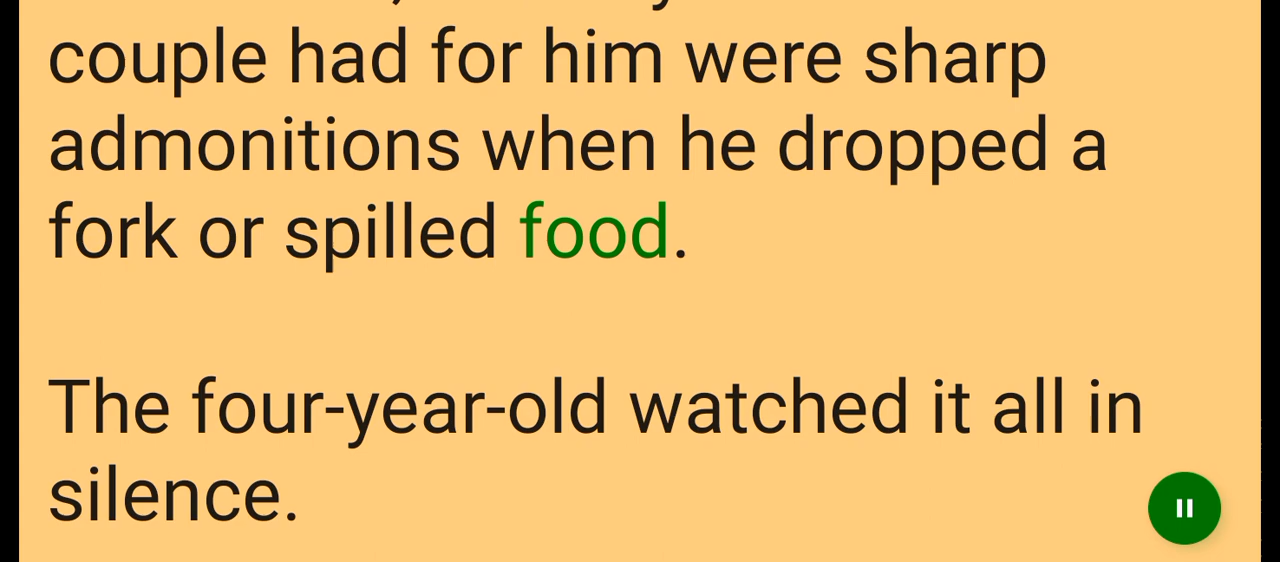 couple had for him were sharp
admonitions when he dropped a
fork or spilled food.
The four-year-old watched it all in
silence.